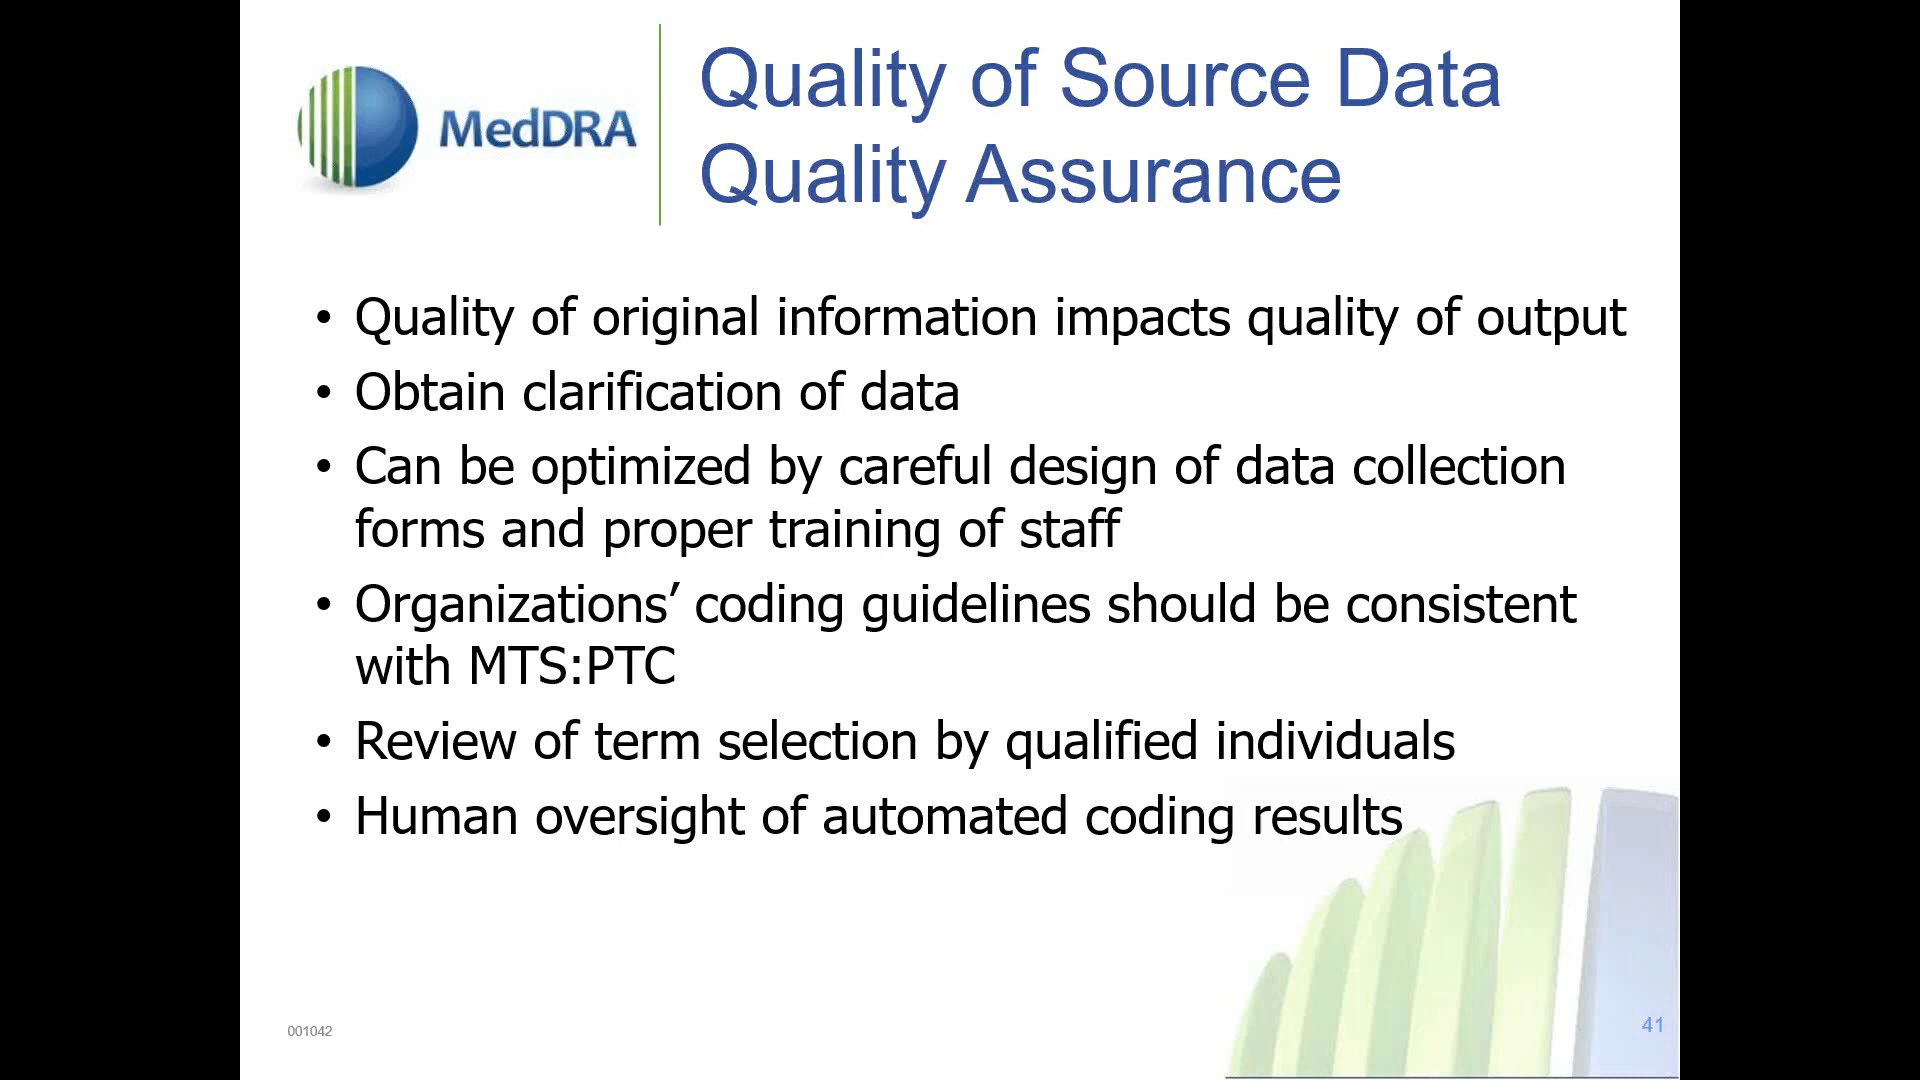 MedDRA
Quality of Source Data
Quality Assurance
• Quality of original information impacts quality of output
• Obtain clarification of data
• Can be optimized by careful design of data collection
forms and proper training of staff
• Organizations’ coding guidelines should be consistent
with MTS:PTC
• Review of term selection by qualified individuals
• Human oversight of automated coding results
001042
41